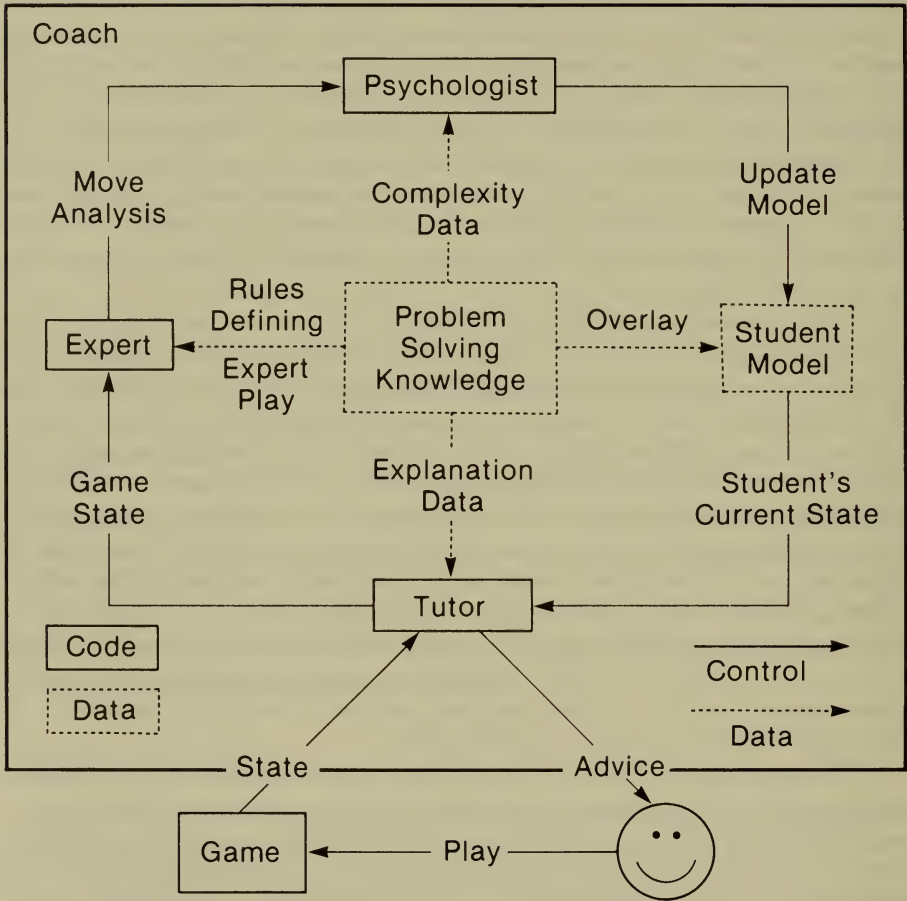 Coach
Psychologist
Move
Analysis
Complexity
Data
Update
Model
Rules
Defining
Expert
Play
Expert
Problem
Solving
Knowledge
Overlay
Student
Model
Game
State
Explanation
Data
Student's
Current State
Tutor
Code
Data
Control
Data
State
Advice
Game
Play